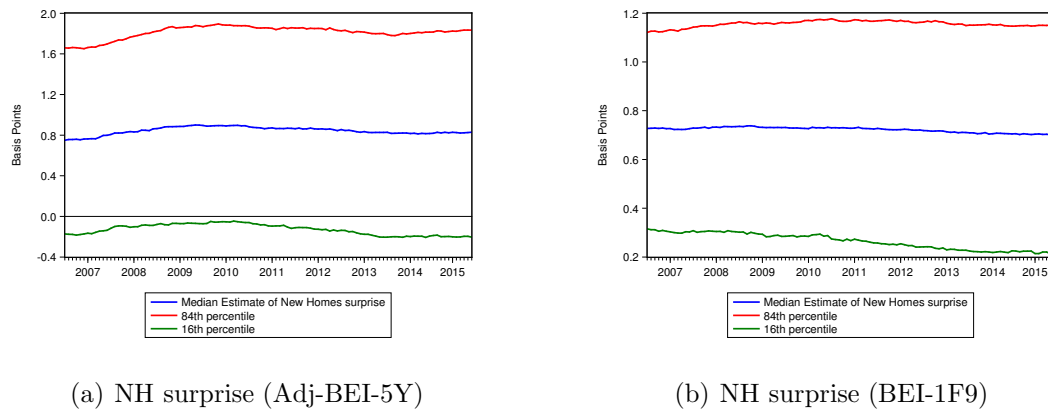 2.0
1.6
1.2
0.8
0.4
0.0
-0.4
Basis Points
2007 2008 2009 2010 2011 2012 2013 2014 2015
Median Estimate of New Homes surprise
84th percentile
16th percentile
(a) NH surprise (Adj-BEI-5Y)
1.2
1.0
0.8
0.6
0.4
0.2
Basis Points
2007 2008 2009 2010 2011 2012 2013 2014 2015
Median Estimate of New Homes surprise
84th percentile
16th percentile
(b) NH surprise (BEI-1F9)